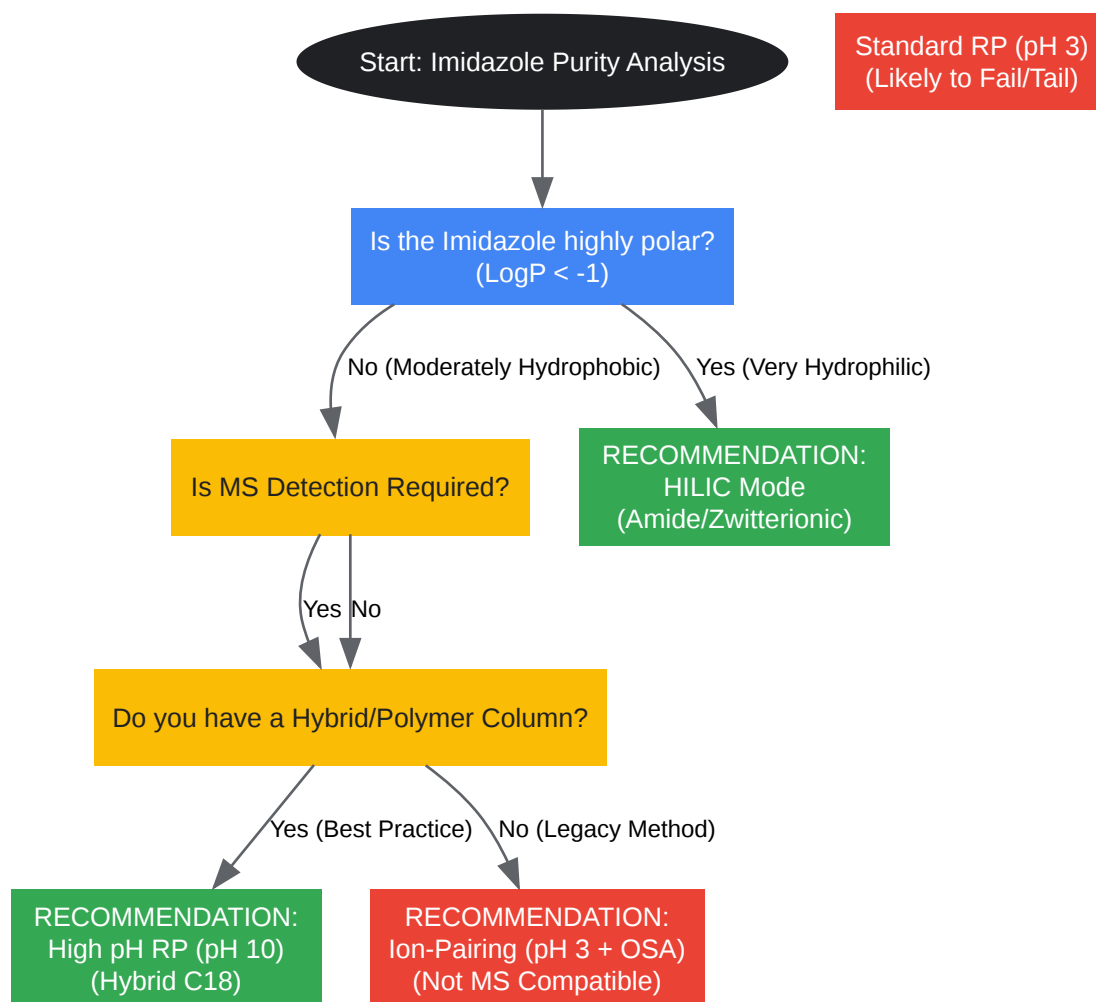 Start: Imidazole Purity Analysis
Standard RP (pH 3)
(Likely to Fail/Tail)
Is the Imidazole highly polar?
(LogP < -1)
No (Moderately Hydrophobic)
Yes (Very Hydrophilic)
Is MS Detection Required?
RECOMMENDATION:
HILIC Mode
(Amide/Zwitterionic)
Yes
No
Do you have a Hybrid/Polymer Column?
Yes (Best Practice)
No (Legacy Method)
RECOMMENDATION:
High pH RP (pH 10)
(Hybrid C18)
RECOMMENDATION:
Ion-Pairing (pH 3 + OSA)
(Not MS Compatible)